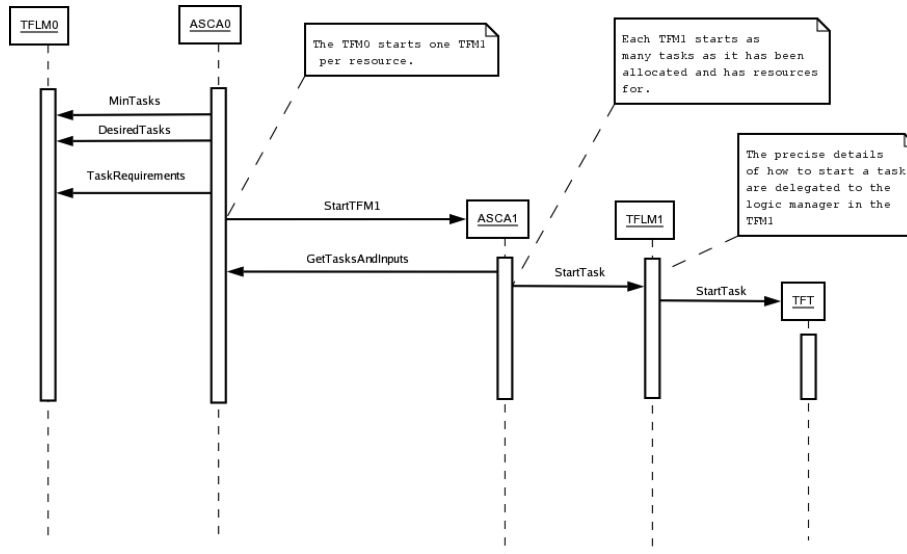 TFLM0
ASCA0
The TFM0 starts one TFM1
per resource.
Each TFM1 starts as
many tasks as it has been
allocated and has resources
for.
MinTasks
DesiredTasks
The precise details
of how to start a task
are delegated to the
logic manager in the
TFM1
TaskRequirements
StartTFM1
ASCA1
TFLM1
GetTasksAndInputs
StartTask
StartTask
TFT